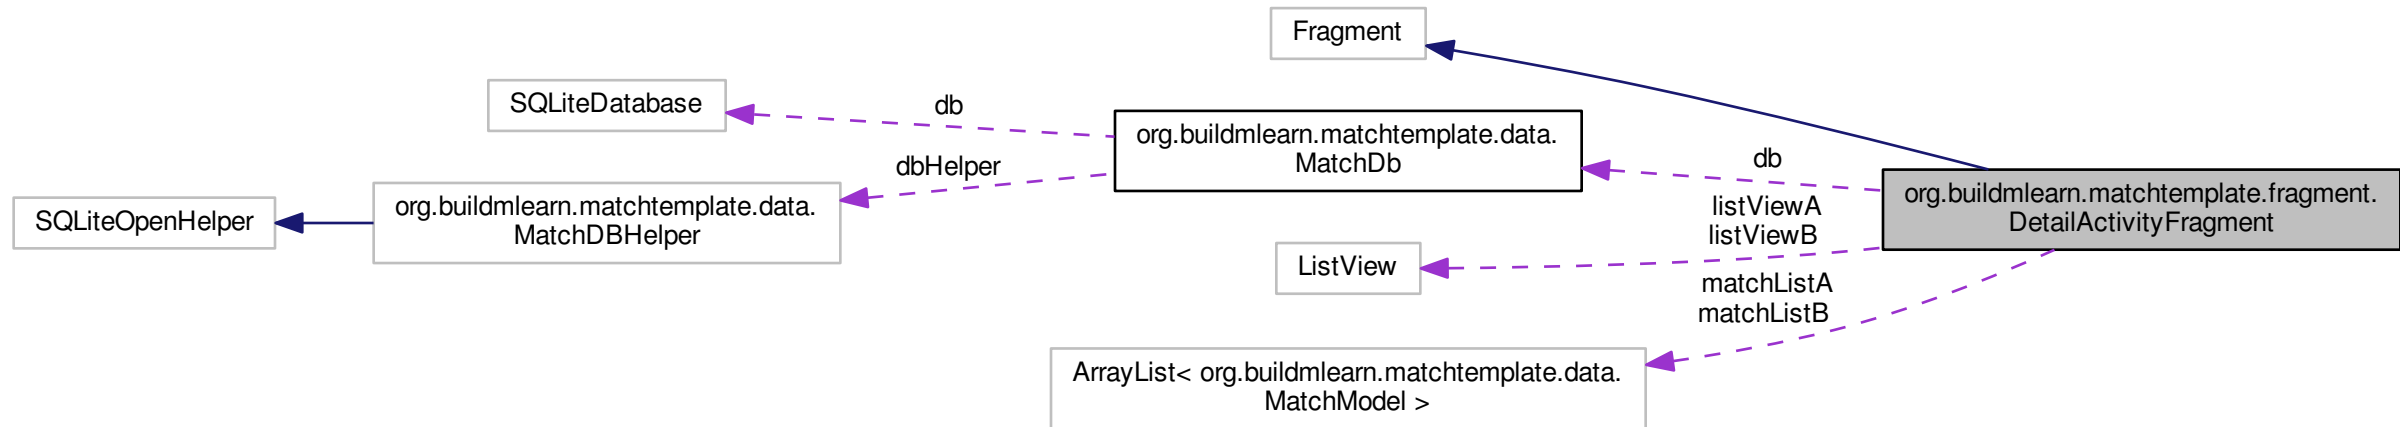 Fragment
SQLiteDatabase
db
org.buildmlearn.matchtemplate.data.
MatchDb
dbHelper
db
org.buildmlearn.matchtemplate.fragment.
DetailActivityFragment
SQLiteOpenHelper
org.buildmlearn.matchtemplate.data.
MatchDBHelper
listViewA
listViewB
ListView
matchListA
matchListB
ArrayList< org.buildmlearn.matchtemplate.data.
MatchModel >